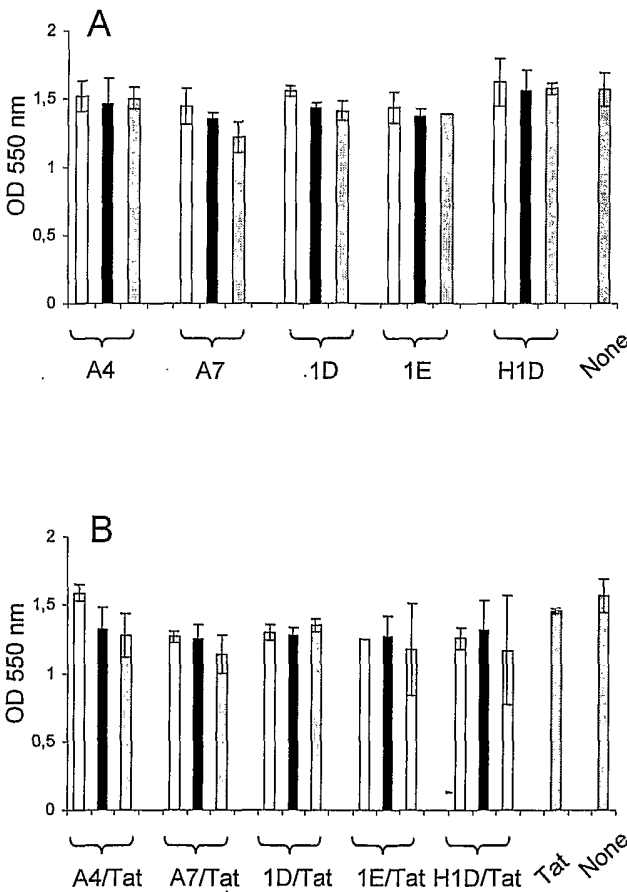 A
2
1,5
1
0,5
0
OD 550 nm
A4 A7 1D 1E H1D None
B
2
1,5
1
0,5
0
OD 550 nm
A4/Tat A7/Tat 1D/Tat 1E/Tat H1D/Tat Tat None